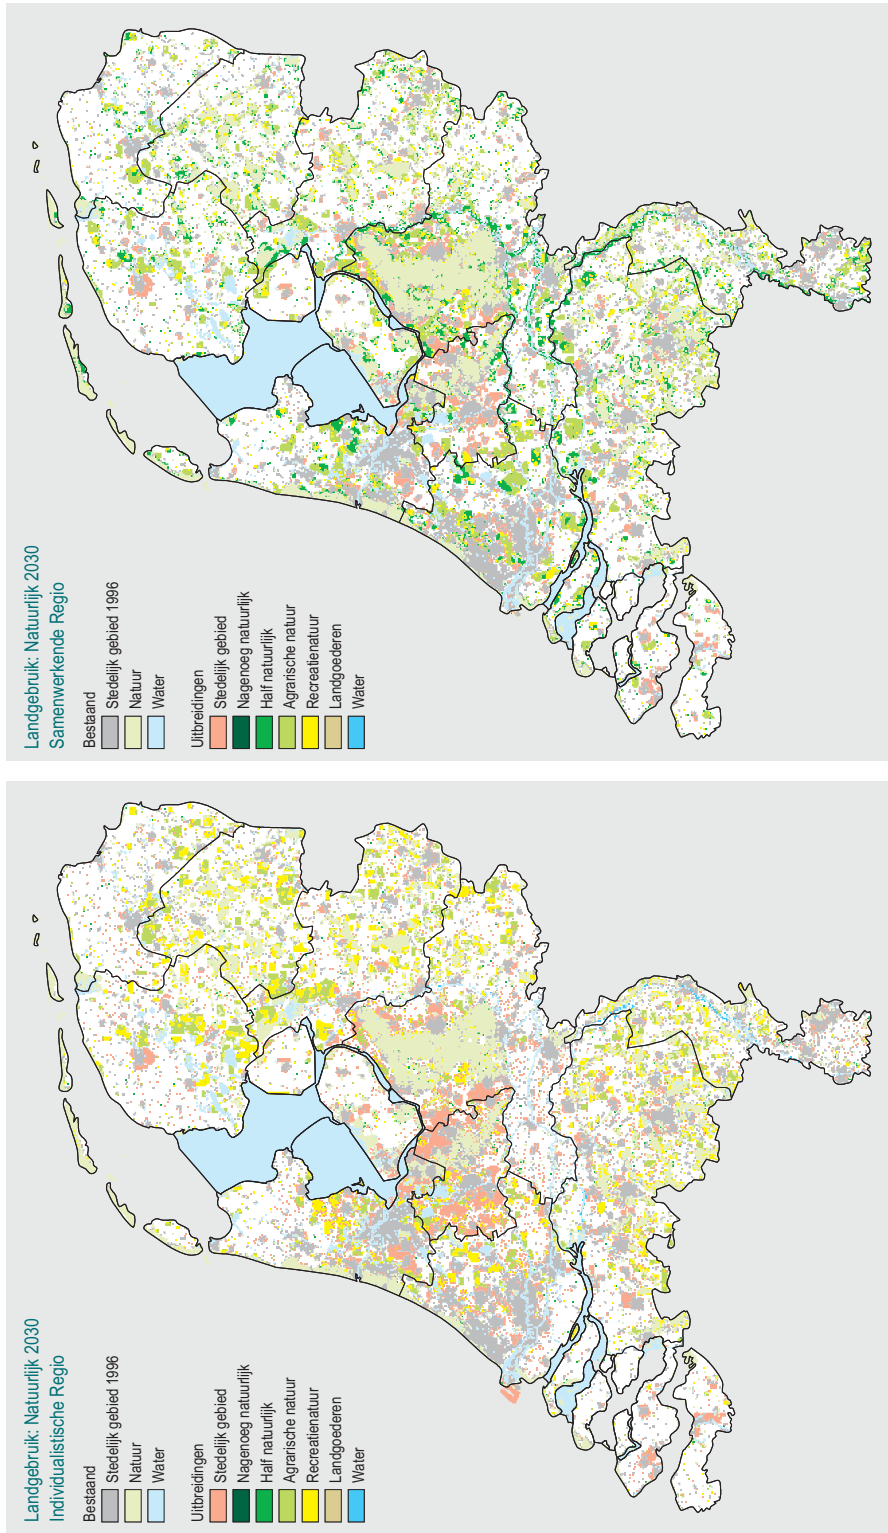 Landgebruik: Natuurlijk 2030
Samenwerkende Regio
Bestaand
Stedelijk gebied 1996
Natuur
Water
Uitbreidingen
Stedelijk gebied
Nagenoeg natuurlijk
Half natuurlijk
Agrarische natuur
Recreatienatuur
Landgoederen
Water
Landgebruik: Natuurlijk 2030
Individualistische Regio
Bestaand
Stedelijk gebied 1996
Natuur
Water
Uitbreidingen
Stedelijk gebied
Nagenoeg natuurlijk
Half natuurlijk
Agrarische natuur
Recreatienatuur
Landgoederen
Water